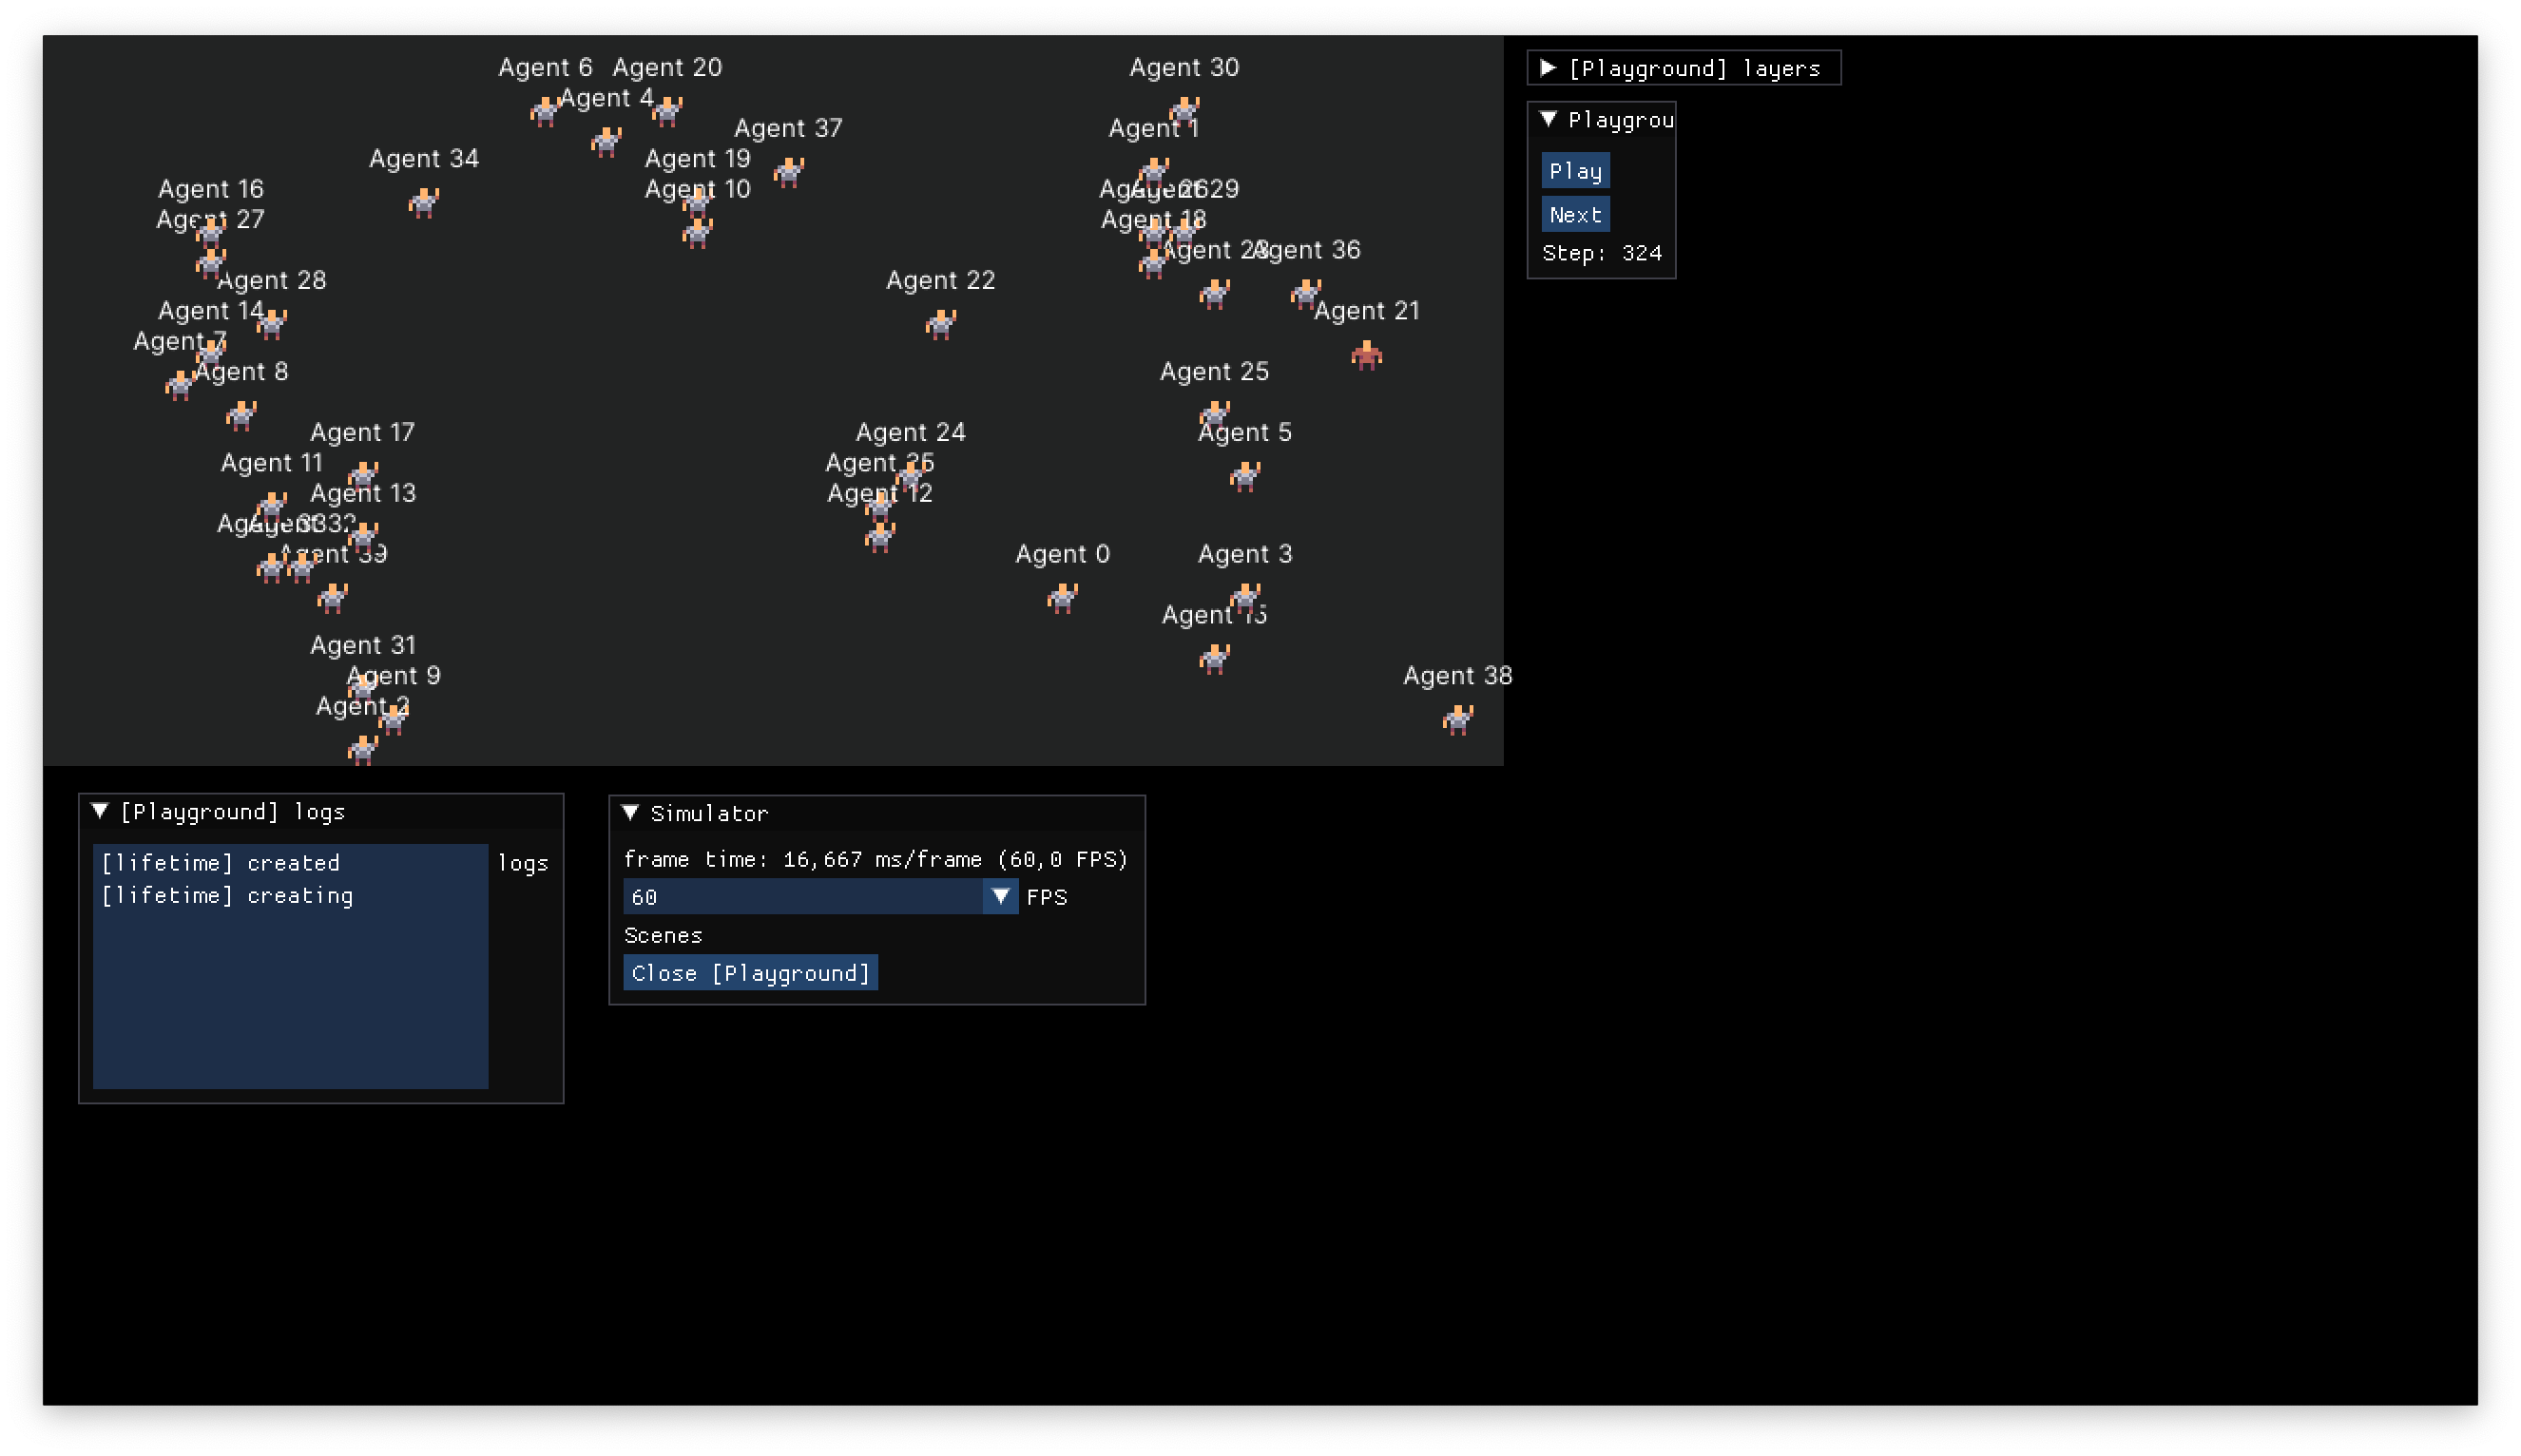 Agent 6 Agent 20
Agent 30
[Playground] layers
Agent 4
Playgrou
Agent 37
Agent 1
Agent 34
Agent 19
Play
Agent 16
Agent 10
Agent 29
Next
Agent 27
Agent 18
Agent 28 Agent 36
Step: 324
Agent 28
Agent 22
Agent 14
Agent 21
Agent 7
Agent 8
Agent 25
Agent 17
Agent 24
Agent 5
Agent 11
Agent
Agent 13
Agent 12
Agent 39
Agent 0
Agent 3
Agent 15
Agent 31
Agent 9
Agent 38
Agent 2
[Playground] logs
[lifetime] created
logs
[lifetime] creating
Simulator
frame time: 16,667 ms/frame (60,0 FPS)
60
FPS
Scenes
Close [Playground]